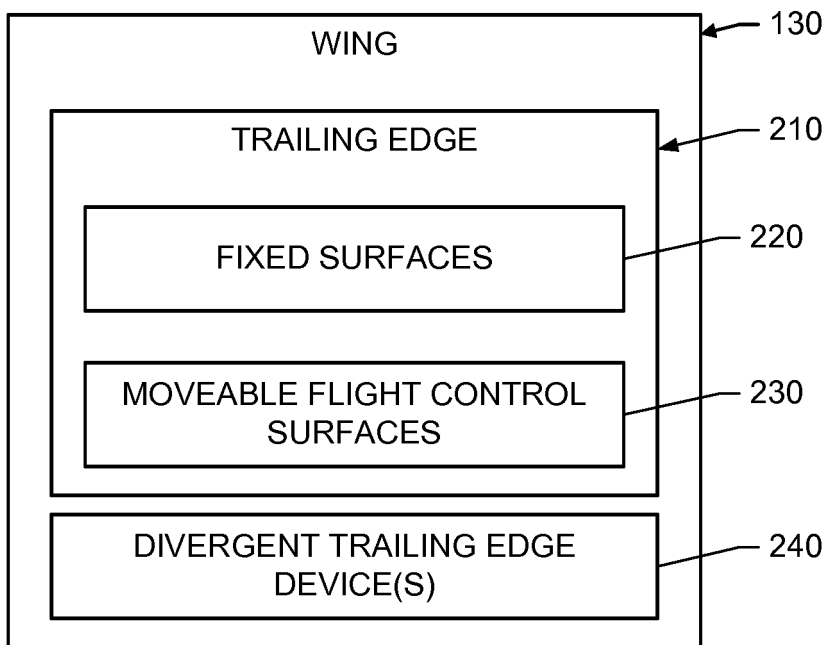 WING
130
TRAILING EDGE
210
FIXED SURFACES
220
MOVEABLE FLIGHT CONTROL
SURFACES
230
DIVERGENT TRAILING EDGE
DEVICE(S)
240